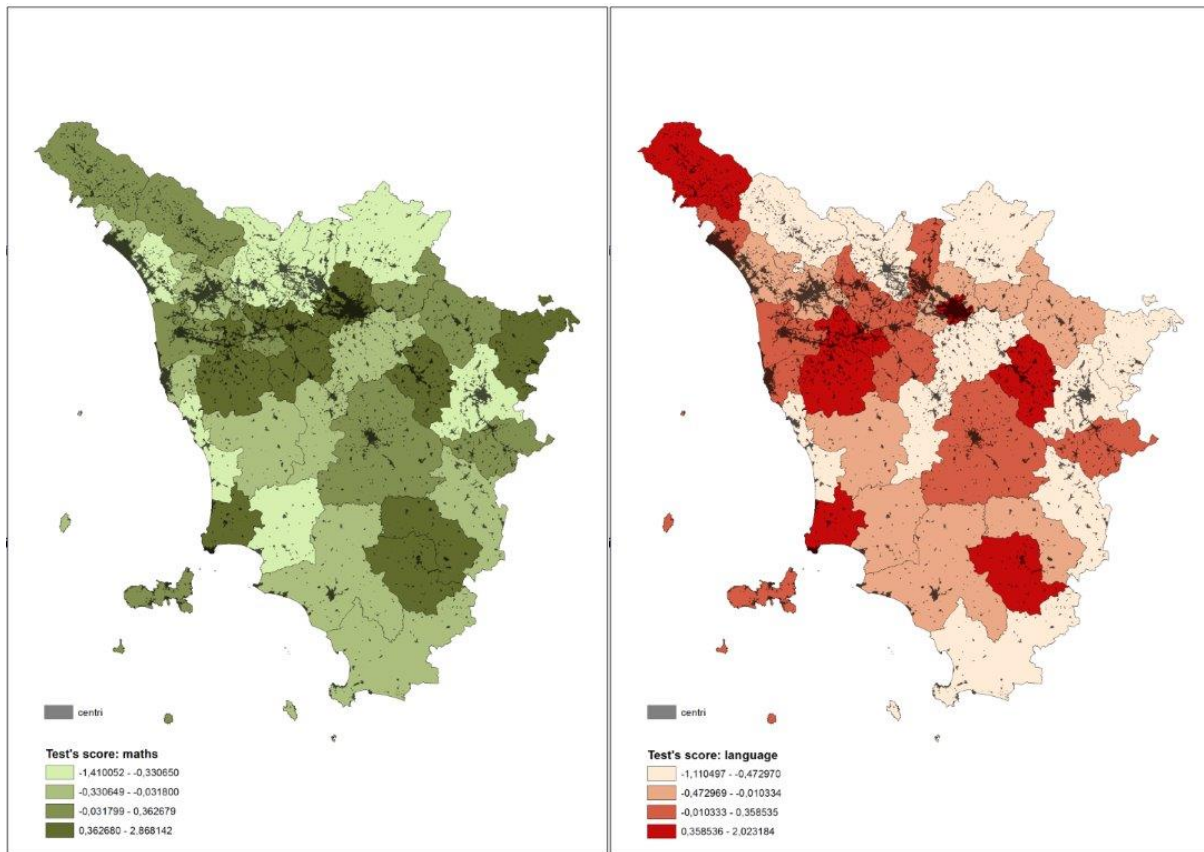 centri
Test's score: maths
-1,410052 - -0,330650
-0,330649 - -0,031800
-0,031799 - 0,362679
0,362680 - 2,868142
centri
Test's score: language
-1,110497 - -0,472970
-0,472969 - -0,010334
-0,010333 - 0,358535
0,358536 - 2,023184